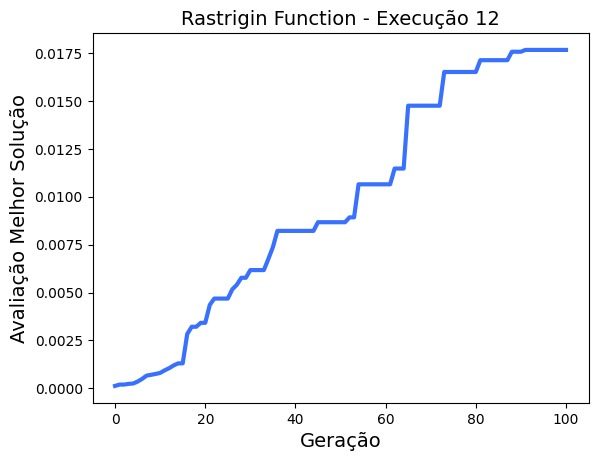 Rastrigin Function - Execução 12
Avaliação Melhor Solução
0.0175
0.0150
0.0125
0.0100
0.0075
0.0050
0.0025
0.0000
0 20 40 60 80 100
Geração